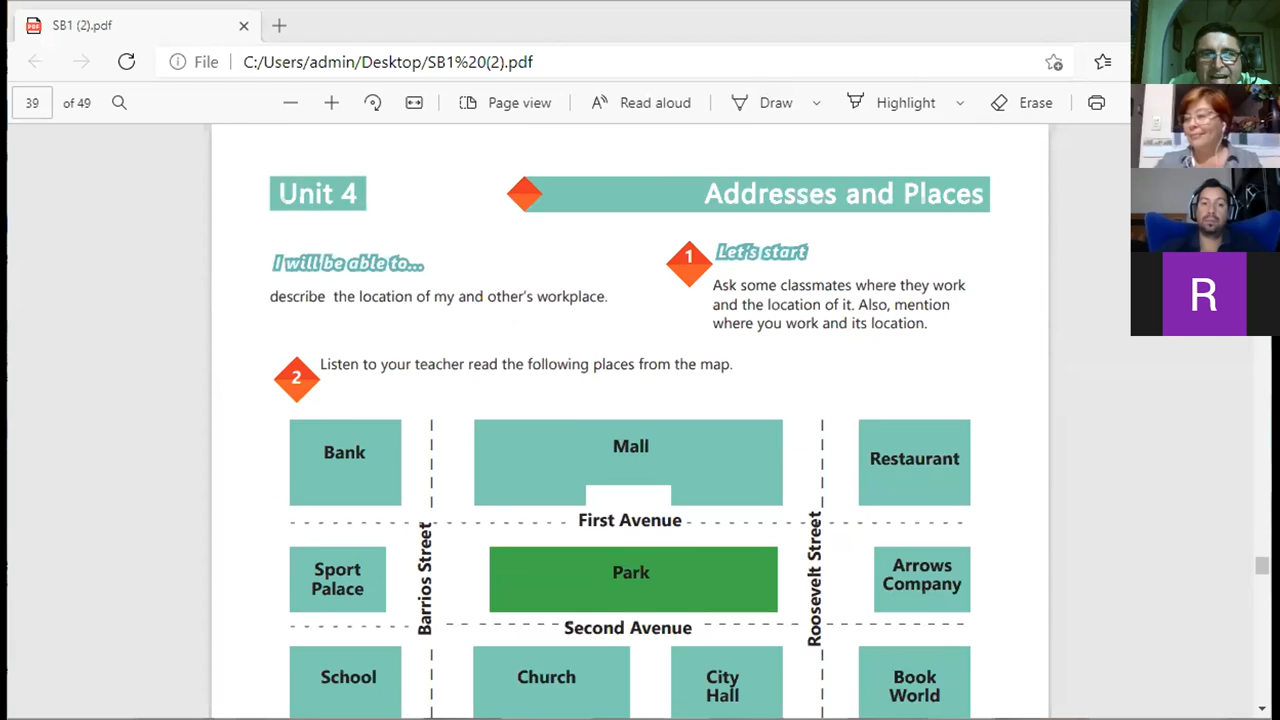 SB1 (2).pdf
File
C:/Users/admin/Desktop/SB1%20(2).pdf
39 of 49
Page view
Read aloud
Draw
Highlight
Erase
R
Unit 4
Addresses and Places
I will be able to...
describe the location of my and other's workplace.
1
Let's start
Ask some classmates where they work
and the location of it. Also, mention
where you work and its location.
2
Listen to your teacher read the following places from the map.
Bank
Mall
Restaurant
First Avenue
Barrios Street
Roosevelt Street
Sport
Palace
Park
Arrows
Company
Second Avenue
School
Church
City
Hall
Book
World